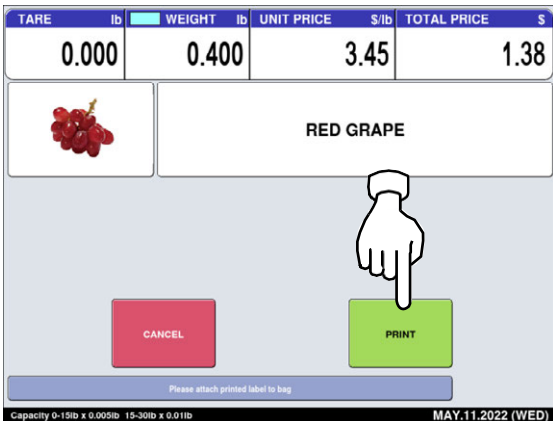 TARE lb WEIGHT lb UNIT PRICE $/lb TOTAL PRICE $
0.000 0.400 3.45 1.38
RED GRAPE
CANCEL PRINT
Please attach printed label to bag
Capacity 0-15lb x 0.005lb 15-30lb x 0.01lb MAY.11.2022 (WED)